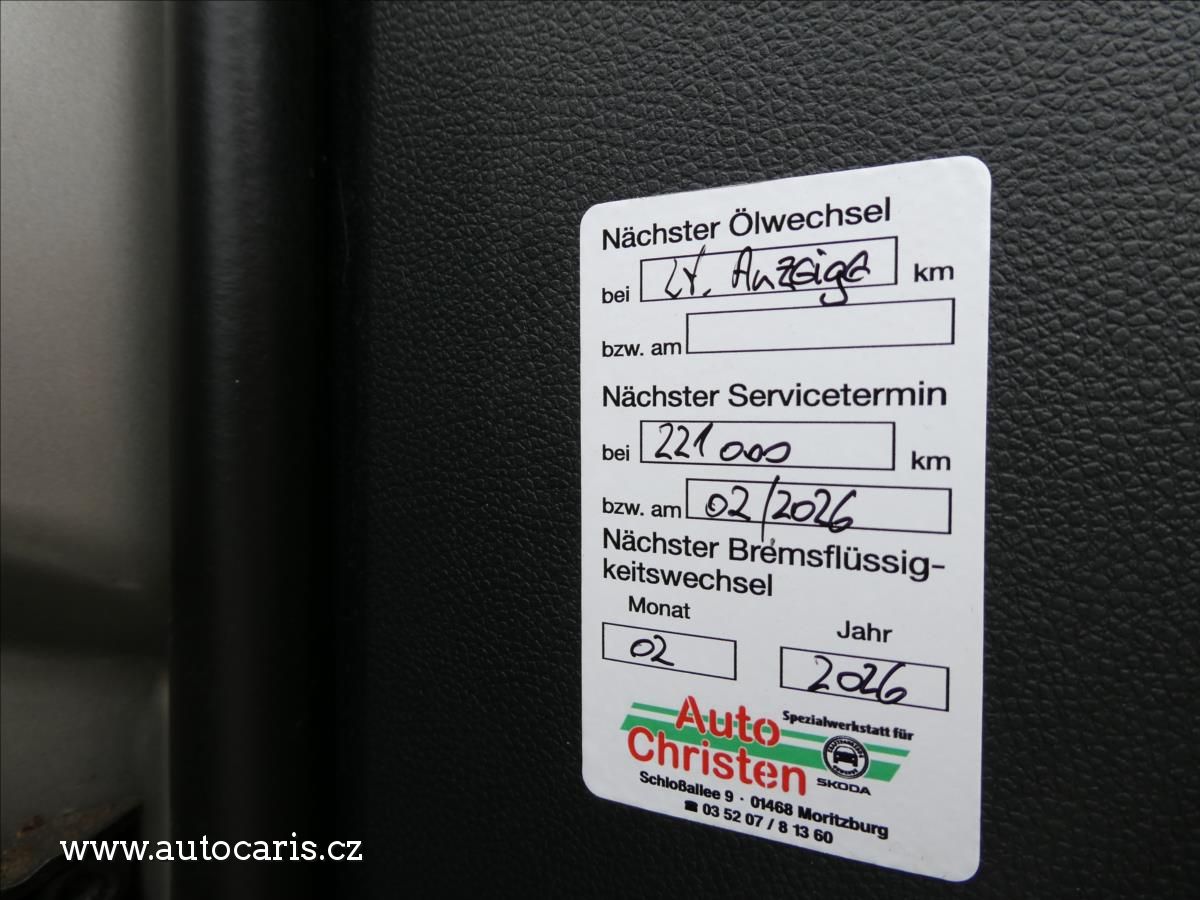 Nächster Ölwechsel
bei Lt. Anzeige km
bzw. am
Nächster Servicetermin
bei 221 000 km
bzw. am 02/2026
Nächster Bremsflüssig-
keitswechsel
Monat Jahr
02 2026
Auto Christen
Spezialwerkstatt für
SKODA
Schloßallee 9 · 01468 Moritzburg
☎ 03 52 07 / 8 13 60
www.autocaris.cz